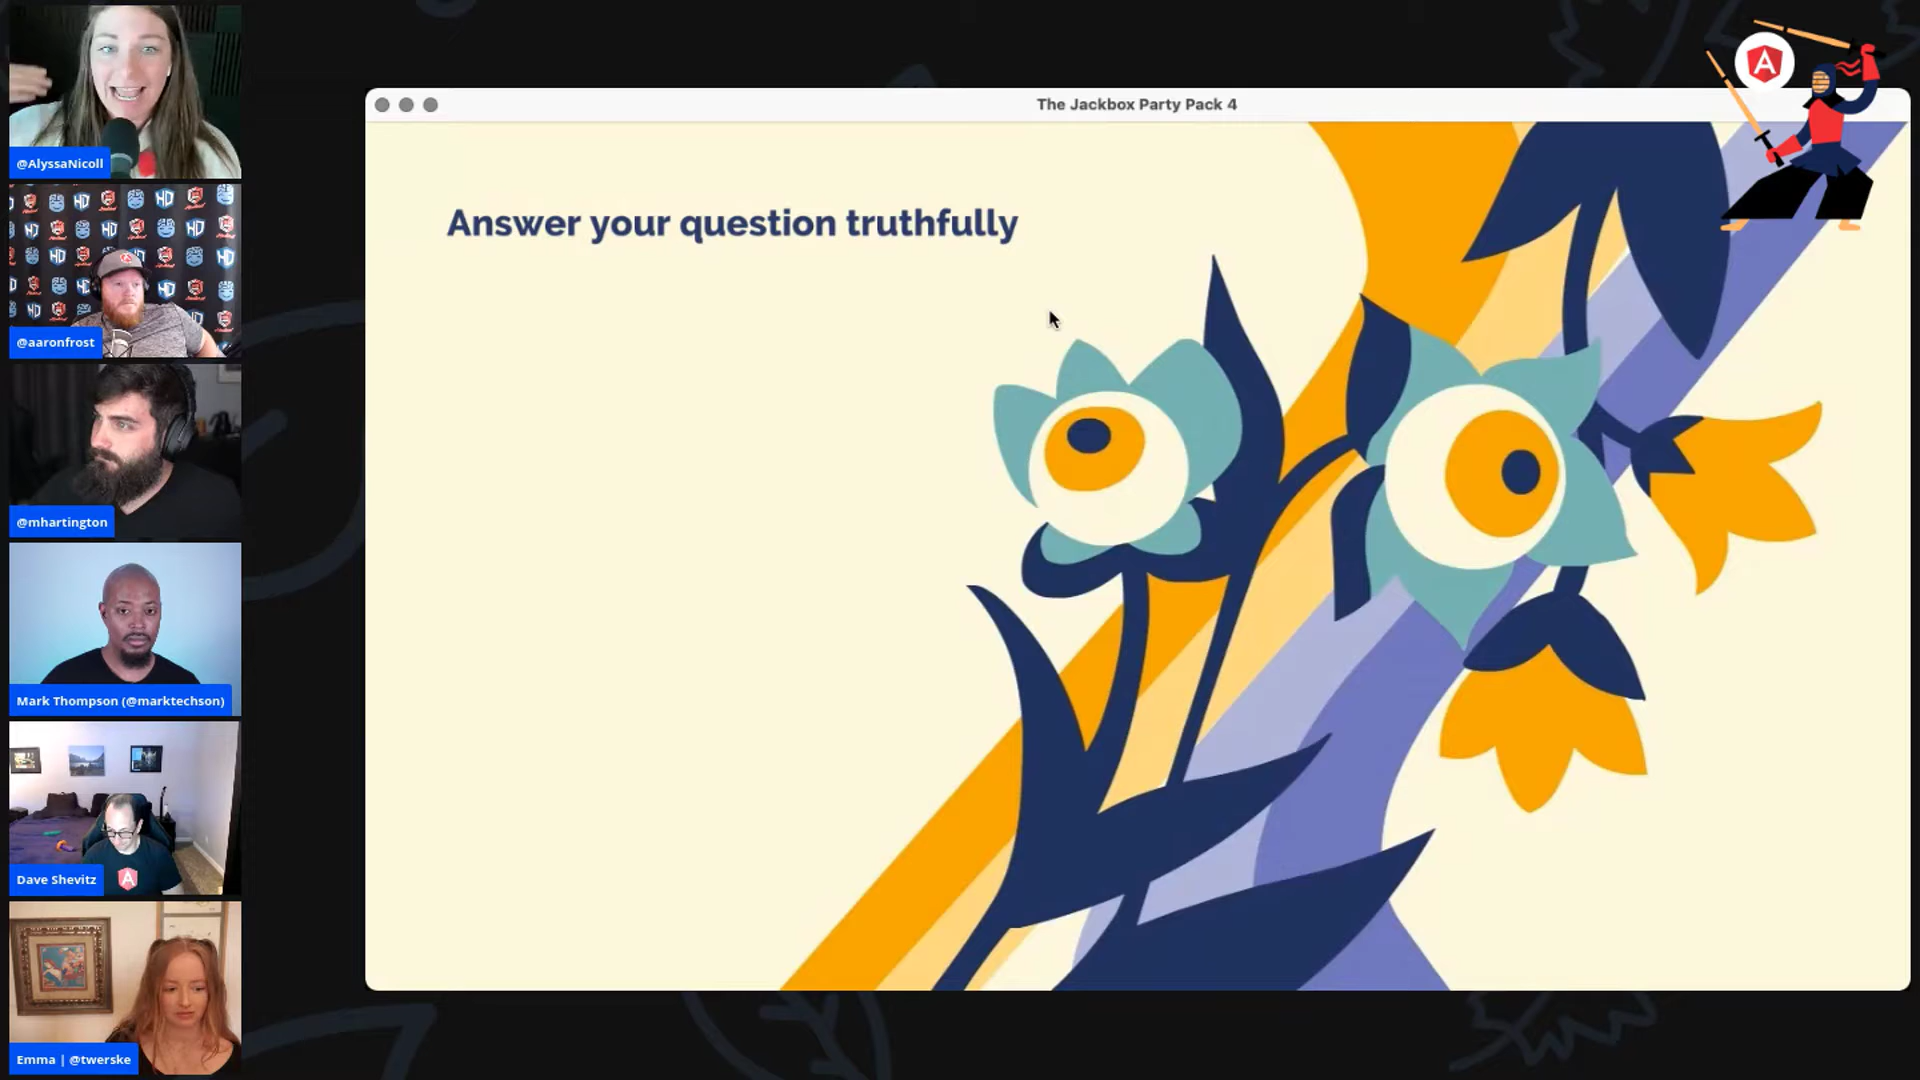 @AlyssaNicoll
@aaronfrost
@mhartington
Mark Thompson (@marktechson)
Dave Shevitz
Emma | @twerske
The Jackbox Party Pack 4
A
Answer your question truthfully